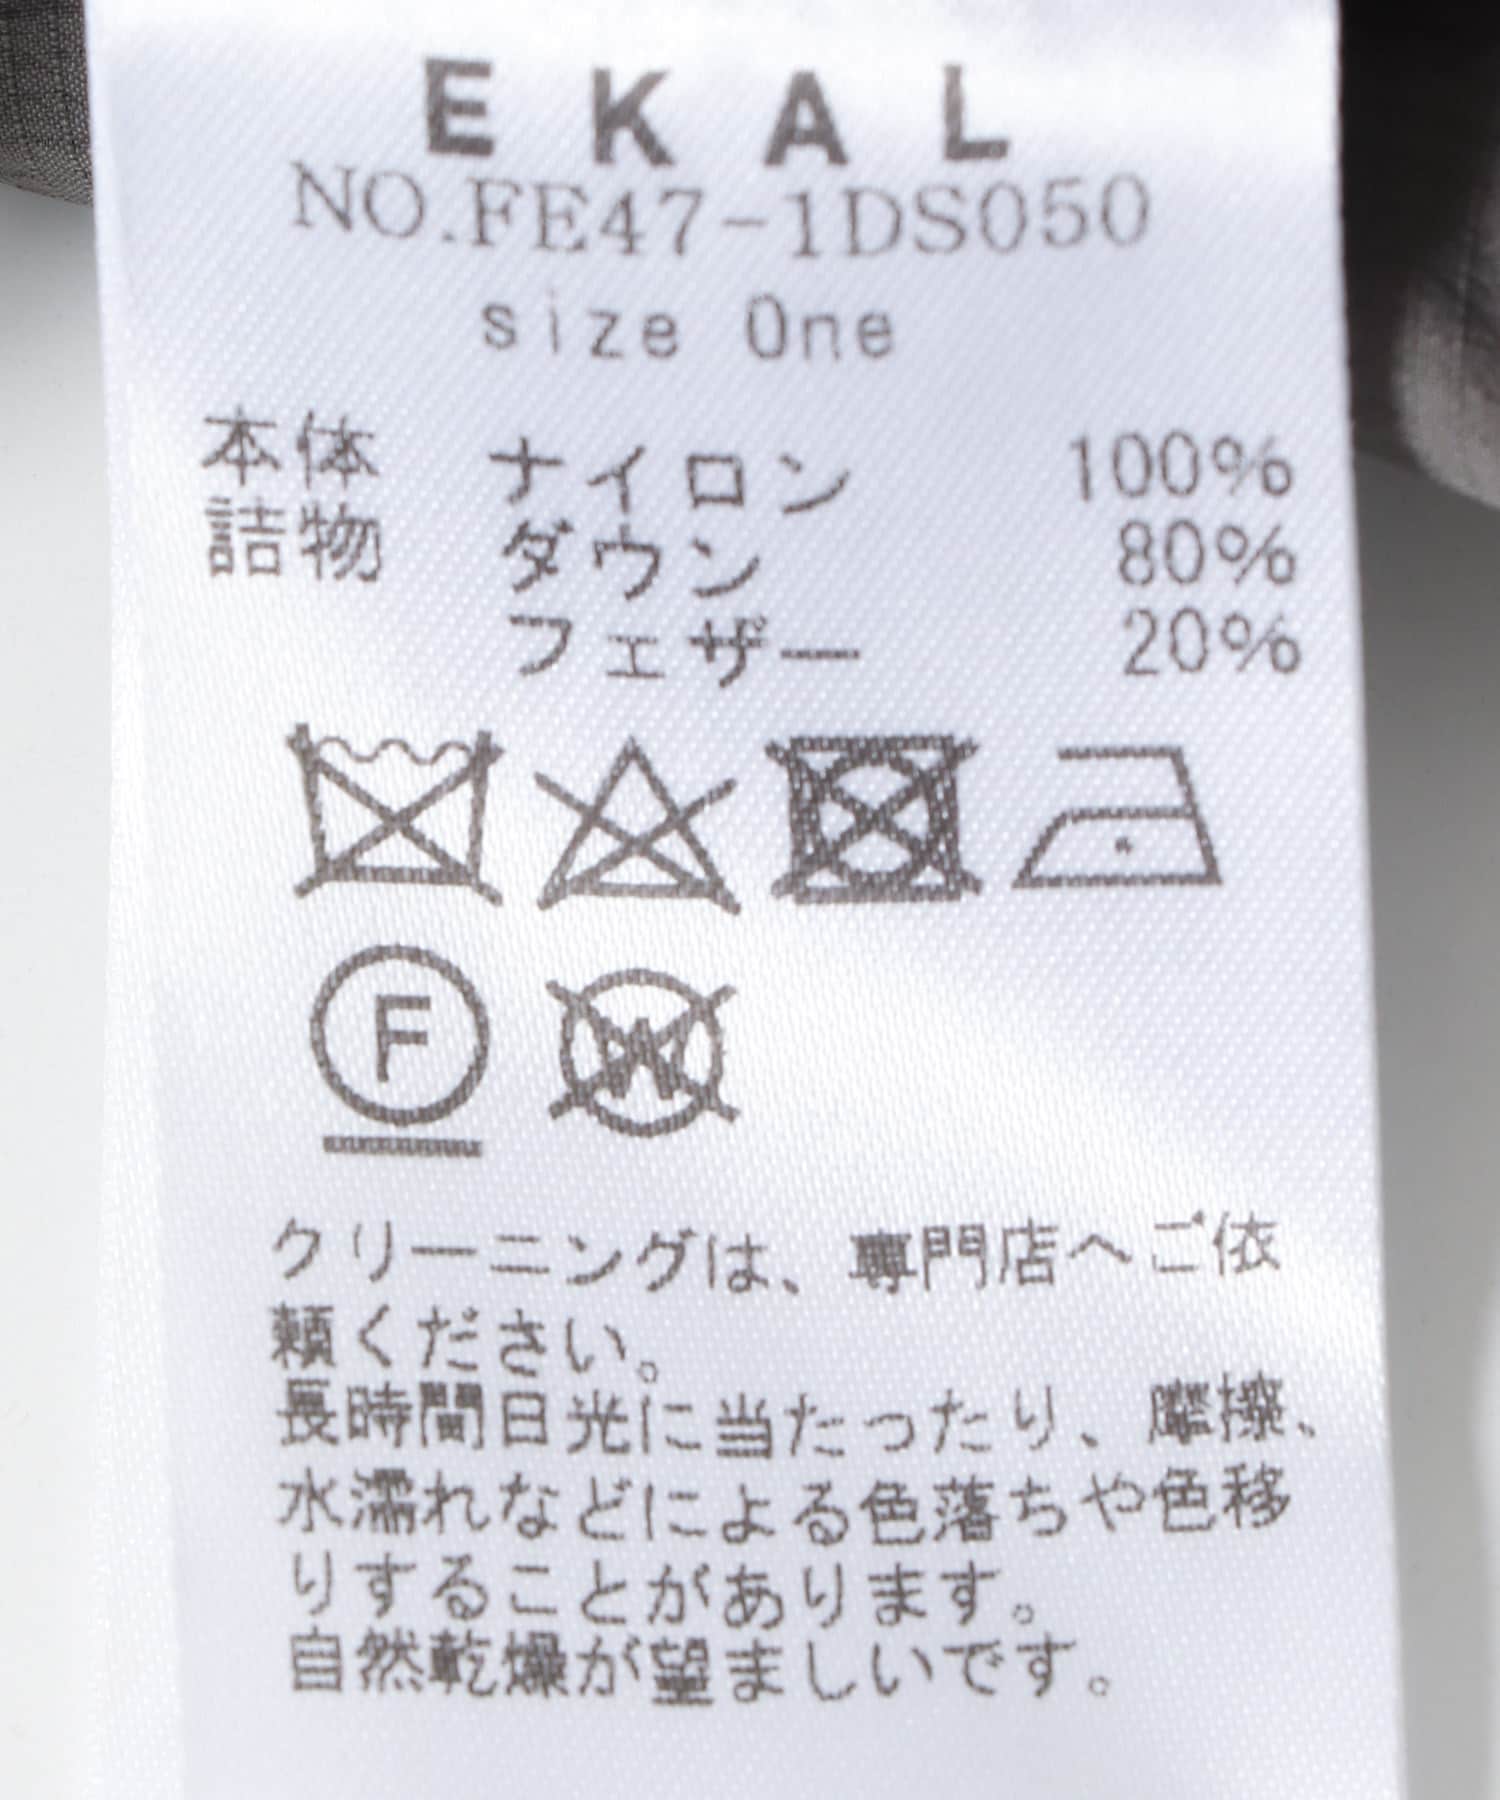 EKAL
NO.FE47-1DS050
size One
本体 ナイロン 100%
詰物 ダウン 80%
フェザー 20%
F W
クリーニングは、専門店へご依
頼ください。
長時間日光に当たったり、摩擦、
水濡れなどによる色落ちや色移
りすることがあります。
自然乾燥が望ましいです。